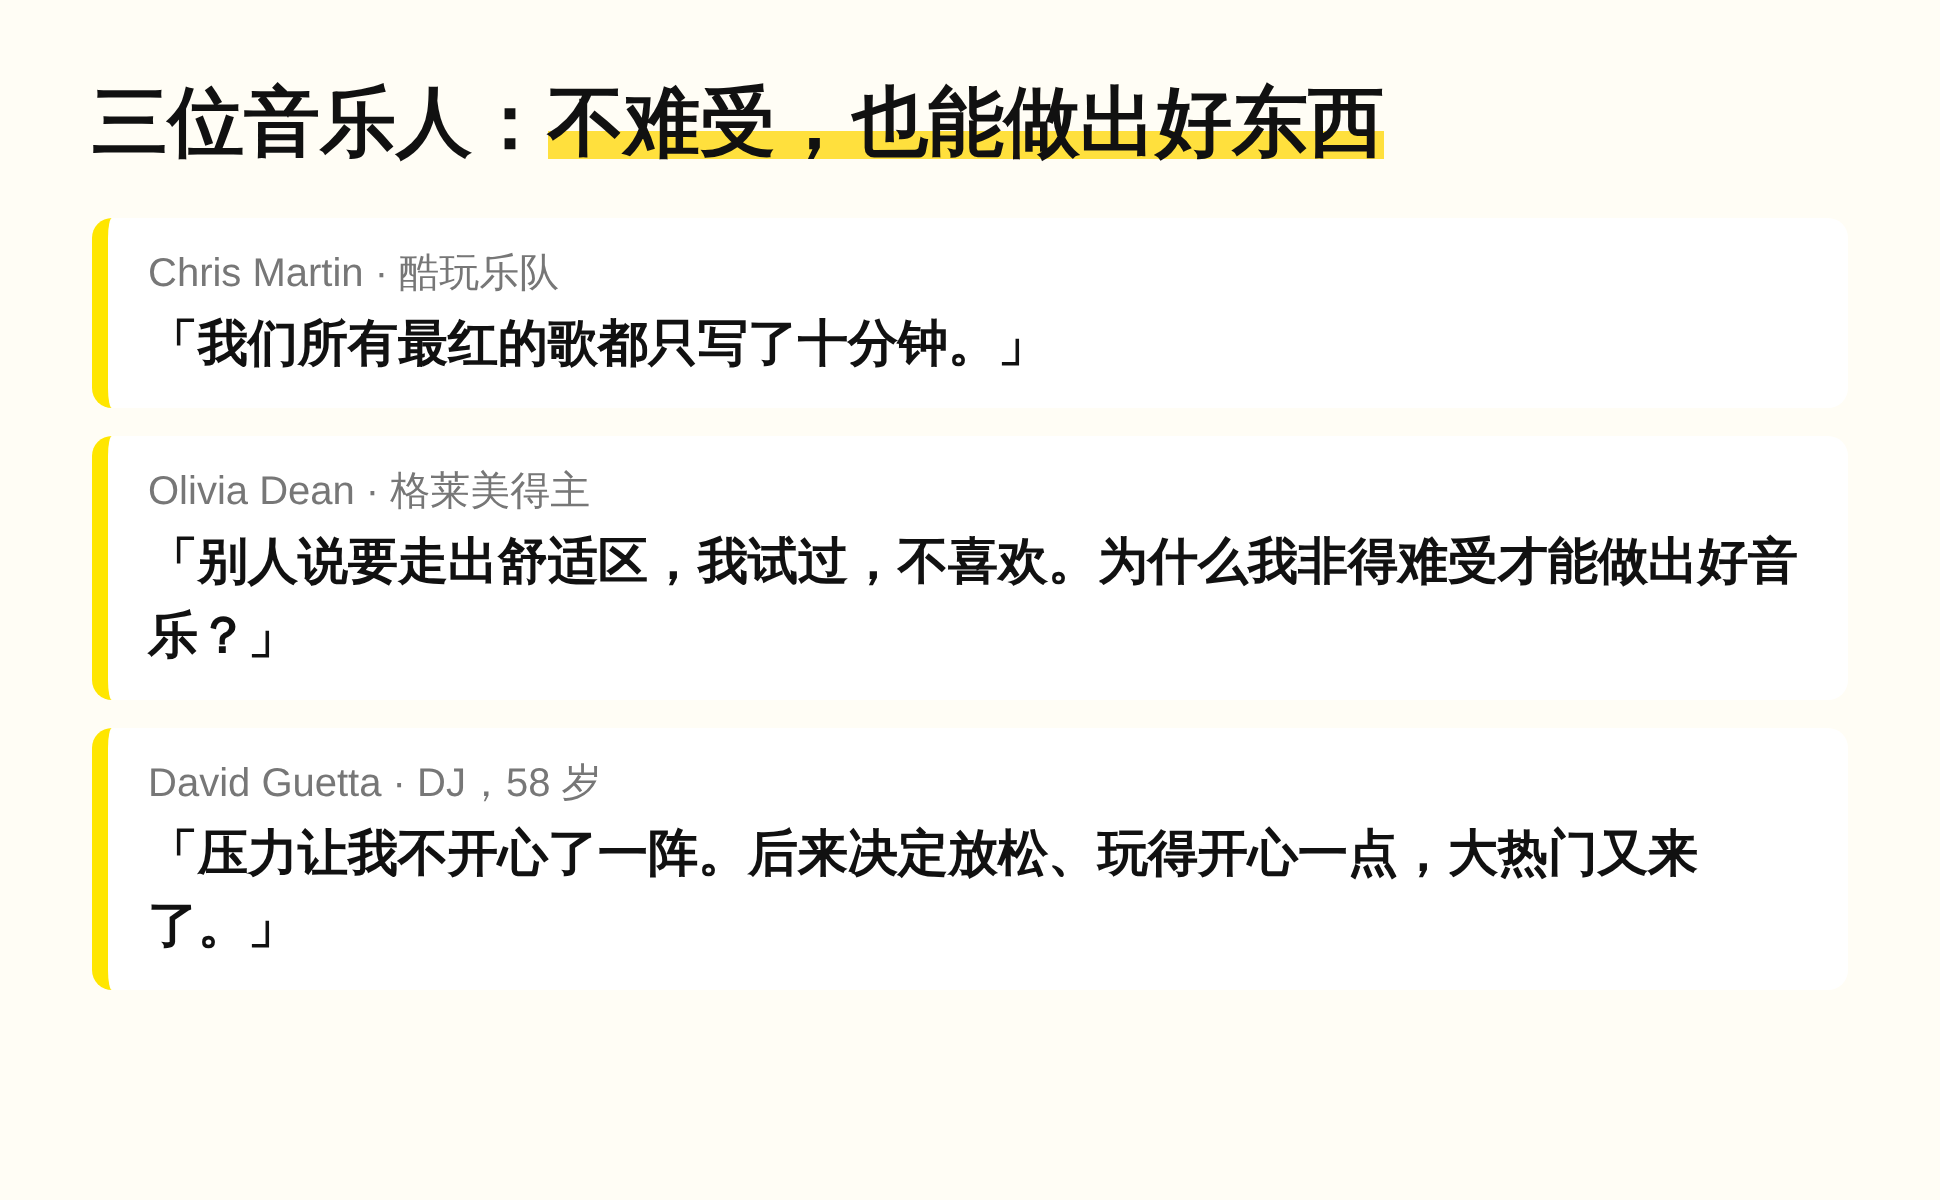 三位音乐人：不难受，也能做出好东西
Chris Martin · 酷玩乐队
「我们所有最红的歌都只写了十分钟。」
Olivia Dean · 格莱美得主
「别人说要走出舒适区，我试过，不喜欢。为什么我非得难受才能做出好音
乐？」
David Guetta · DJ，58 岁
「压力让我不开心了一阵。后来决定放松、玩得开心一点，大热门又来
了。」